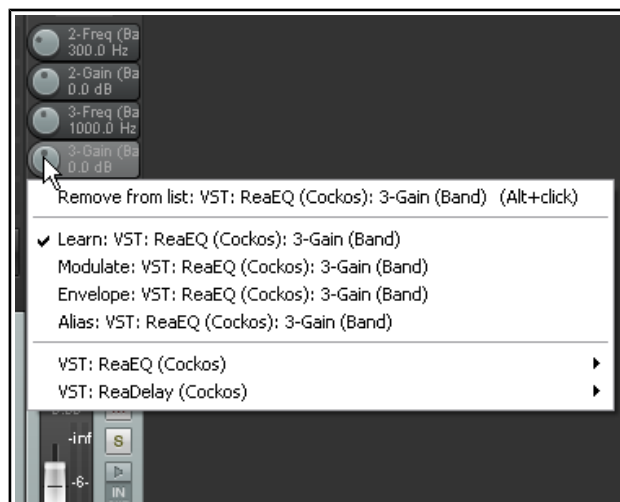 2-Freq (Ba
300.0 Hz
2-Gain (Ba
0.0 dB
3-Freq (Ba
1000.0 Hz
3-Gain (Ba
0.0 dB
Remove from list: VST: ReaEQ (Cockos): 3-Gain (Band) (Alt+click)
Learn: VST: ReaEQ (Cockos): 3-Gain (Band)
Modulate: VST: ReaEQ (Cockos): 3-Gain (Band)
Envelope: VST: ReaEQ (Cockos): 3-Gain (Band)
Alias: VST: ReaEQ (Cockos): 3-Gain (Band)
VST: ReaEQ (Cockos)
VST: ReaDelay (Cockos)
-inf
S
-6-
IN